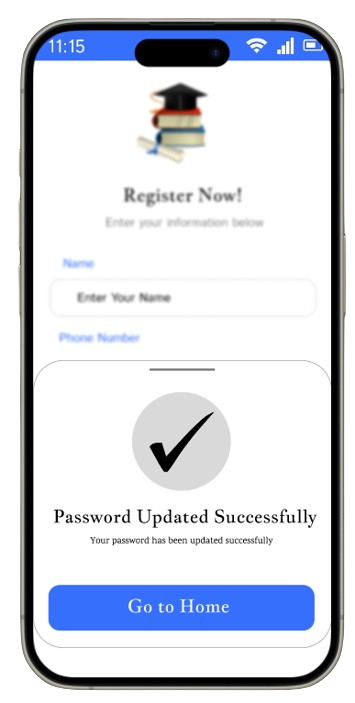 11:15
Register Now!
Enter your information below
Name
Enter Your Name
Phone Number
Password Updated Successfully
Your password has been updated successfully
Go to Home